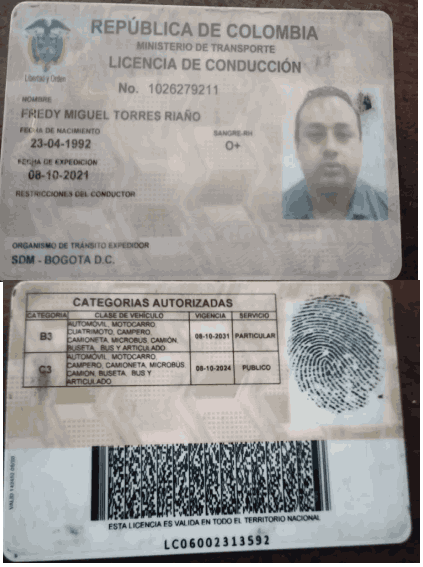 REPÚBLICA DE COLOMBIA
MINISTERIO DE TRANSPORTE
LICENCIA DE CONDUCCIÓN
Libertad y Orden
No. 1026279211
NOMBRE
FREDY MIGUEL TORRES RIAÑO
FECHA DE NACIMIENTO
SANGRE-RH
23-04-1992
O+
FECHA DE EXPEDICIÓN
08-10-2021
RESTRICCIONES DEL CONDUCTOR
ORGANISMO DE TRÁNSITO EXPEDIDOR
SDM - BOGOTA D.C.
CATEGORIAS AUTORIZADAS
CATEGORIA CLASE DE VEHÍCULO VIGENCIA SERVICIO
AUTOMÓVIL, MOTOCARRO,
CUATRIMOTO, CAMPERO,
B3 CAMIONETA, MICROBUS, CAMIÓN, 08-10-2031 PARTICULAR
BUSETA, BUS Y ARTICULADO
AUTOMÓVIL, MOTOCARRO,
C3 CAMPERO, CAMIONETA, MICROBUS, 08-10-2024 PÚBLICO
CAMIÓN, BUSETA, BUS Y
ARTICULADO
ESTA LICENCIA ES VALIDA EN TODO EL TERRITORIO NACIONAL
LC06002313592